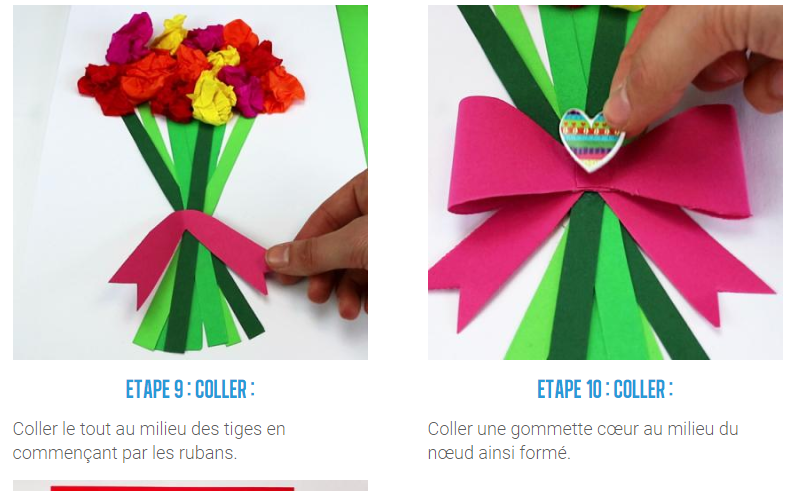 ETAPE 9 : COLLER :
Coller le tout au milieu des tiges en
commençant par les rubans.
ETAPE 10 : COLLER :
Coller une gommette cœur au milieu du
nœud ainsi formé.